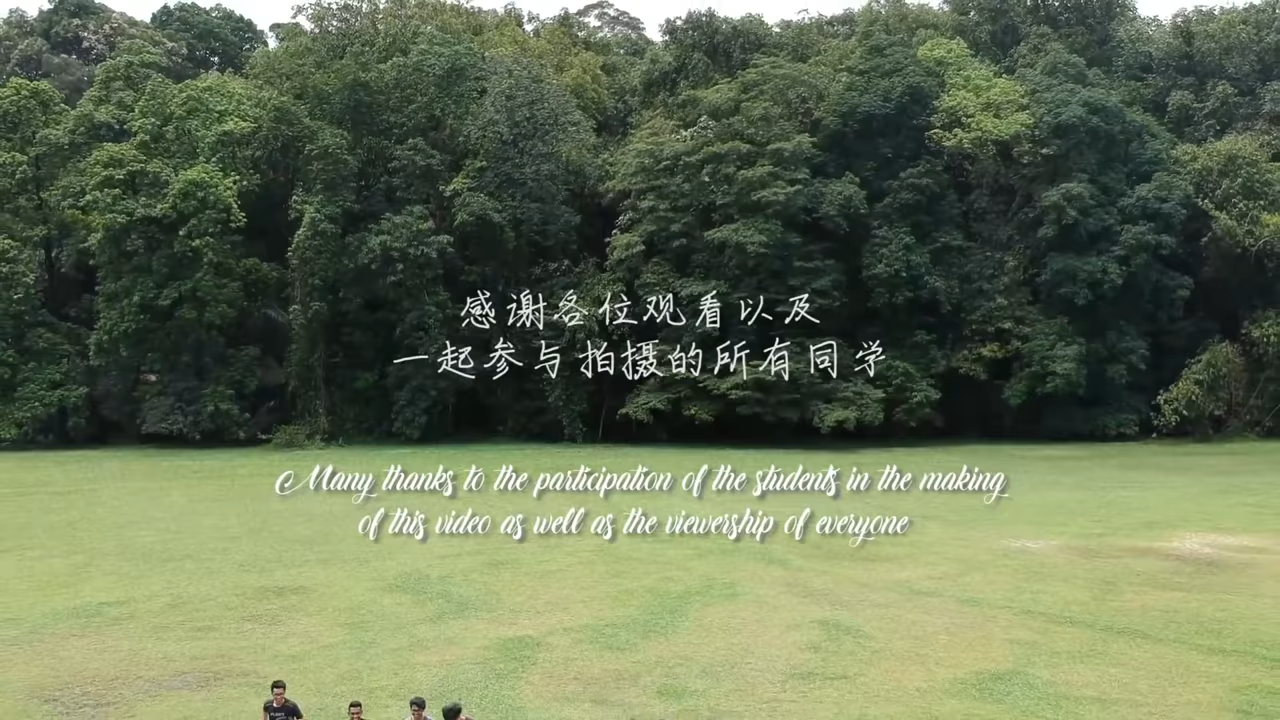 感谢各位观看以及
一起参与拍摄的所有同学
Many thanks to the participation of the students in the making
of this video as well as the viewership of everyone